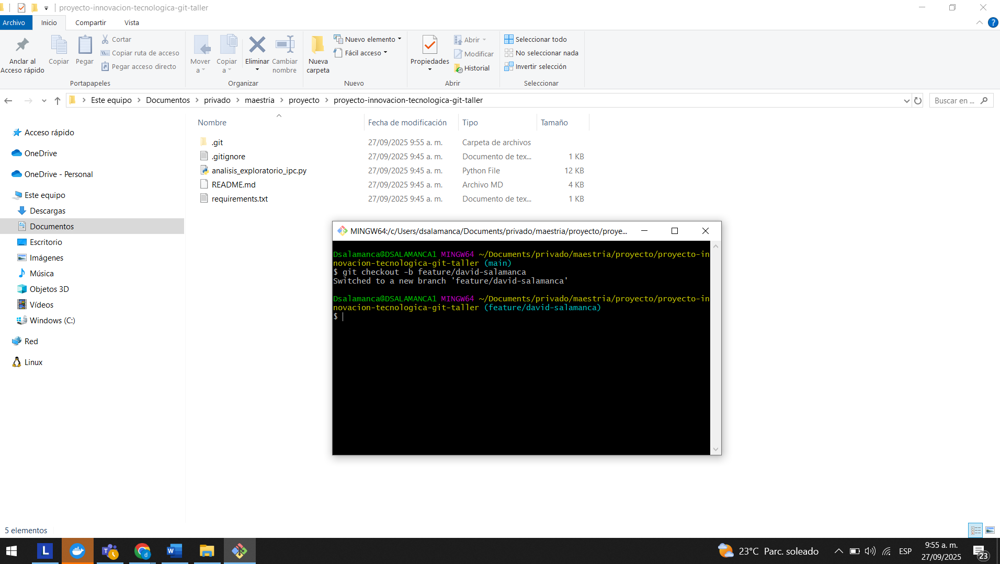 proyecto-innovacion-tecnologica-git-taller
Archivo
Inicio
Compartir
Vista
Anclar al
Acceso rápido
Copiar
Pegar
Cortar
Copiar ruta de acceso
Pegar acceso directo
Portapapeles
Mover
a
Copiar
a
Eliminar
Cambiar
nombre
Organizar
Nueva
carpeta
Nuevo elemento
Fácil acceso
Nuevo
Propiedades
Abrir
Modificar
Historial
Abrir
Seleccionar todo
No seleccionar nada
Invertir selección
Seleccionar
Este equipo > Documentos > privado > maestria > proyecto > proyecto-innovacion-tecnologica-git-taller
Buscar en ...
Acceso rápido
OneDrive
OneDrive - Personal
Este equipo
Descargas
Documentos
Escritorio
Imágenes
Música
Objetos 3D
Vídeos
Windows (C:)
Red
Linux
Nombre Fecha de modificación Tipo Tamaño
.git 27/09/2025 9:55 a. m. Carpeta de archivos
.gitignore 27/09/2025 9:45 a. m. Documento de tex... 1 KB
analisis_exploratorio_ipc.py 27/09/2025 9:45 a. m. Python File 12 KB
README.md 27/09/2025 9:45 a. m. Archivo MD 4 KB
requirements.txt 27/09/2025 9:45 a. m. Documento de tex... 1 KB
MINGW64:/c/Users/dsalamanca/Documents/privado/maestria/proyecto/proye...
Dsalamanca@DSALAMANCA1 MINGW64 ~/Documents/privado/maestria/proyecto/proyecto-in
novacion-tecnologica-git-taller (main)
$ git checkout -b feature/david-salamanca
Switched to a new branch 'feature/david-salamanca'
Dsalamanca@DSALAMANCA1 MINGW64 ~/Documents/privado/maestria/proyecto/proyecto-in
novacion-tecnologica-git-taller (feature/david-salamanca)
$
5 elementos
L
T
d
W
23°C Parc. soleado
ESP
9:55 a. m.
27/09/2025
23